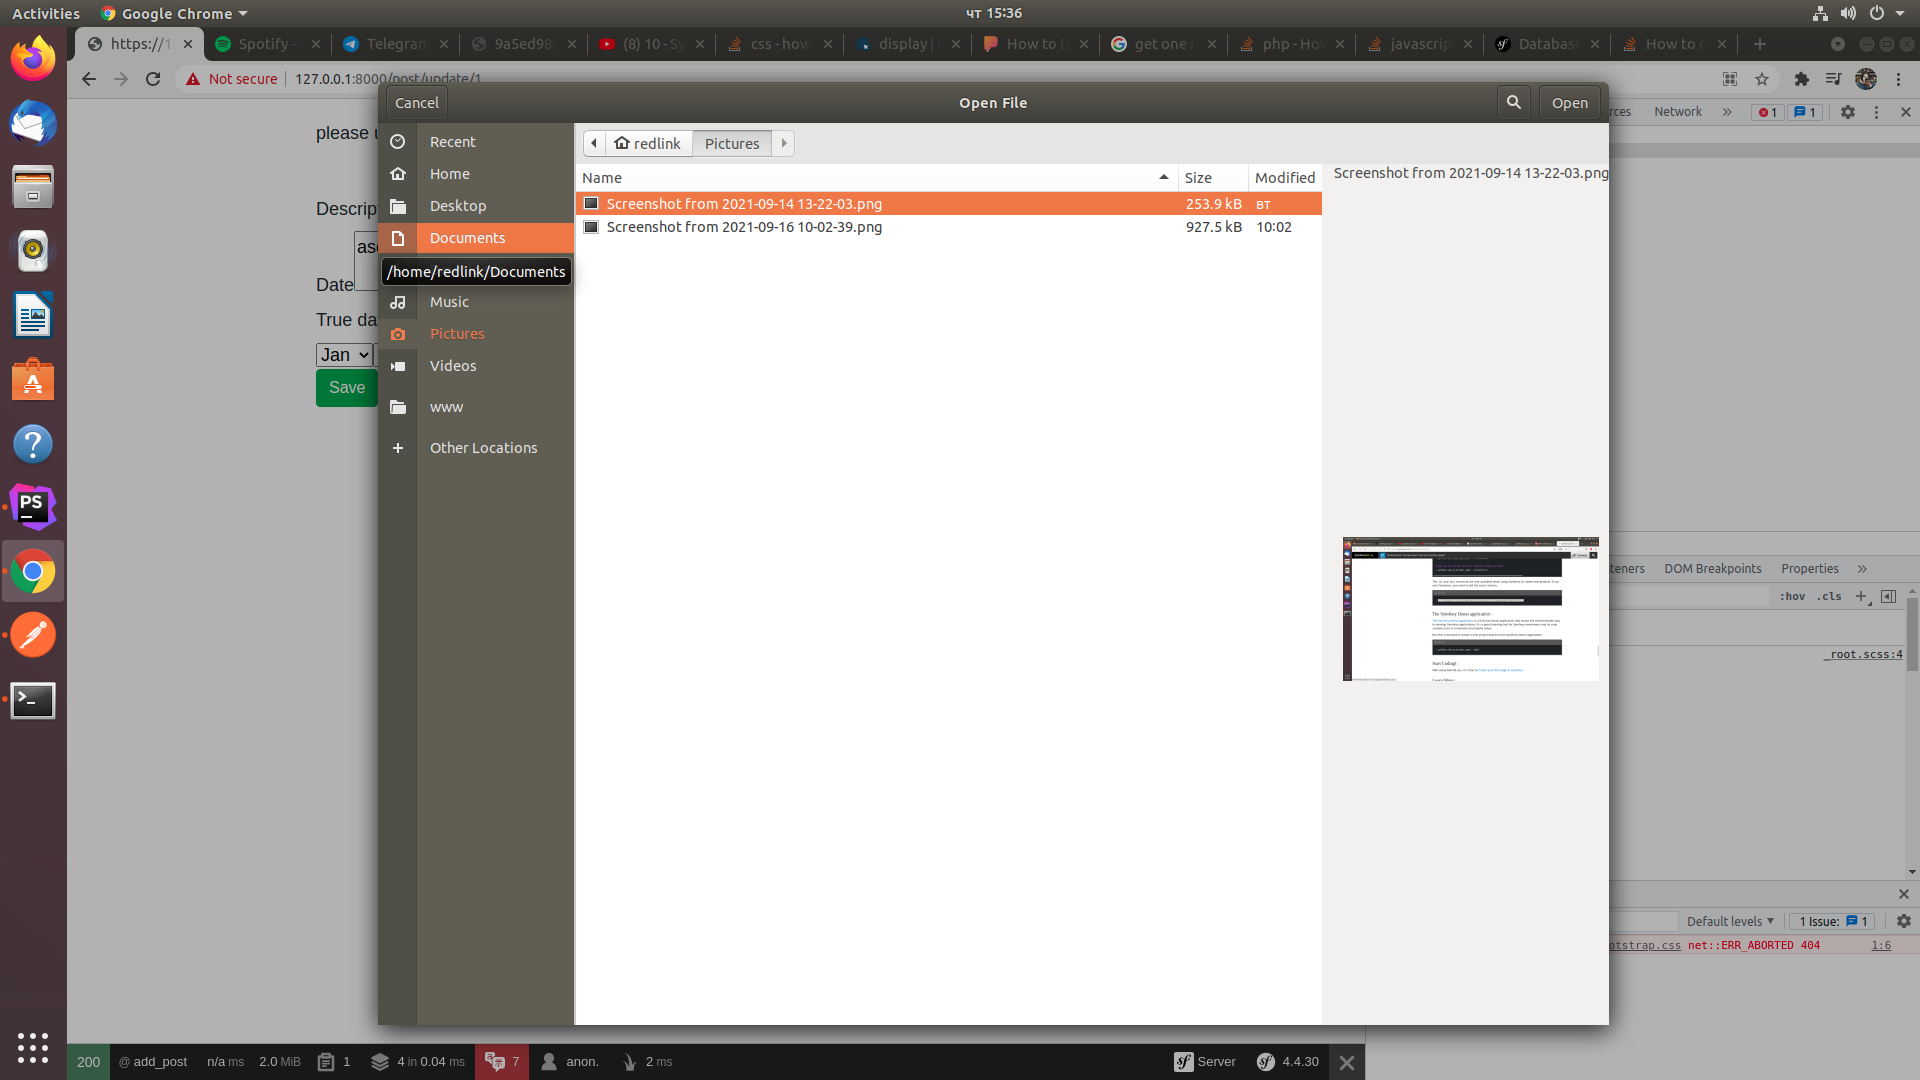 Activities
Google Chrome
чт 15:36
https://1
Spotify –
Telegram
9a5ed98c
(8) 10 - Sy
css - how
display |
How to D
get one r
php - How
javascrip
Database
How to c
Not secure
127.0.0.1:8000/post/update/1
Cancel
Open File
Open
Recent
Home
Desktop
Documents
/home/redlink/Documents
Music
Pictures
Videos
www
Other Locations
redlink
Pictures
Name
Size
Modified
Screenshot from 2021-09-14 13-22-03.png
253.9 kB
вт
Screenshot from 2021-09-16 10-02-39.png
927.5 kB
10:02
Screenshot from 2021-09-14 13-22-03.png
The Symfony Demo application
Start Coding!
please u
Descrip
as
Date
True da
Jan
Save
rces
Network
1
1
teners
DOM Breakpoints
Properties
:hov
.cls
_root.scss:4
Default levels
1 Issue:
1
otstrap.css
net::ERR_ABORTED 404
1:6
200
@ add_post
n/a ms
2.0 MiB
1
4 in 0.04 ms
7
anon.
2 ms
Server
4.4.30